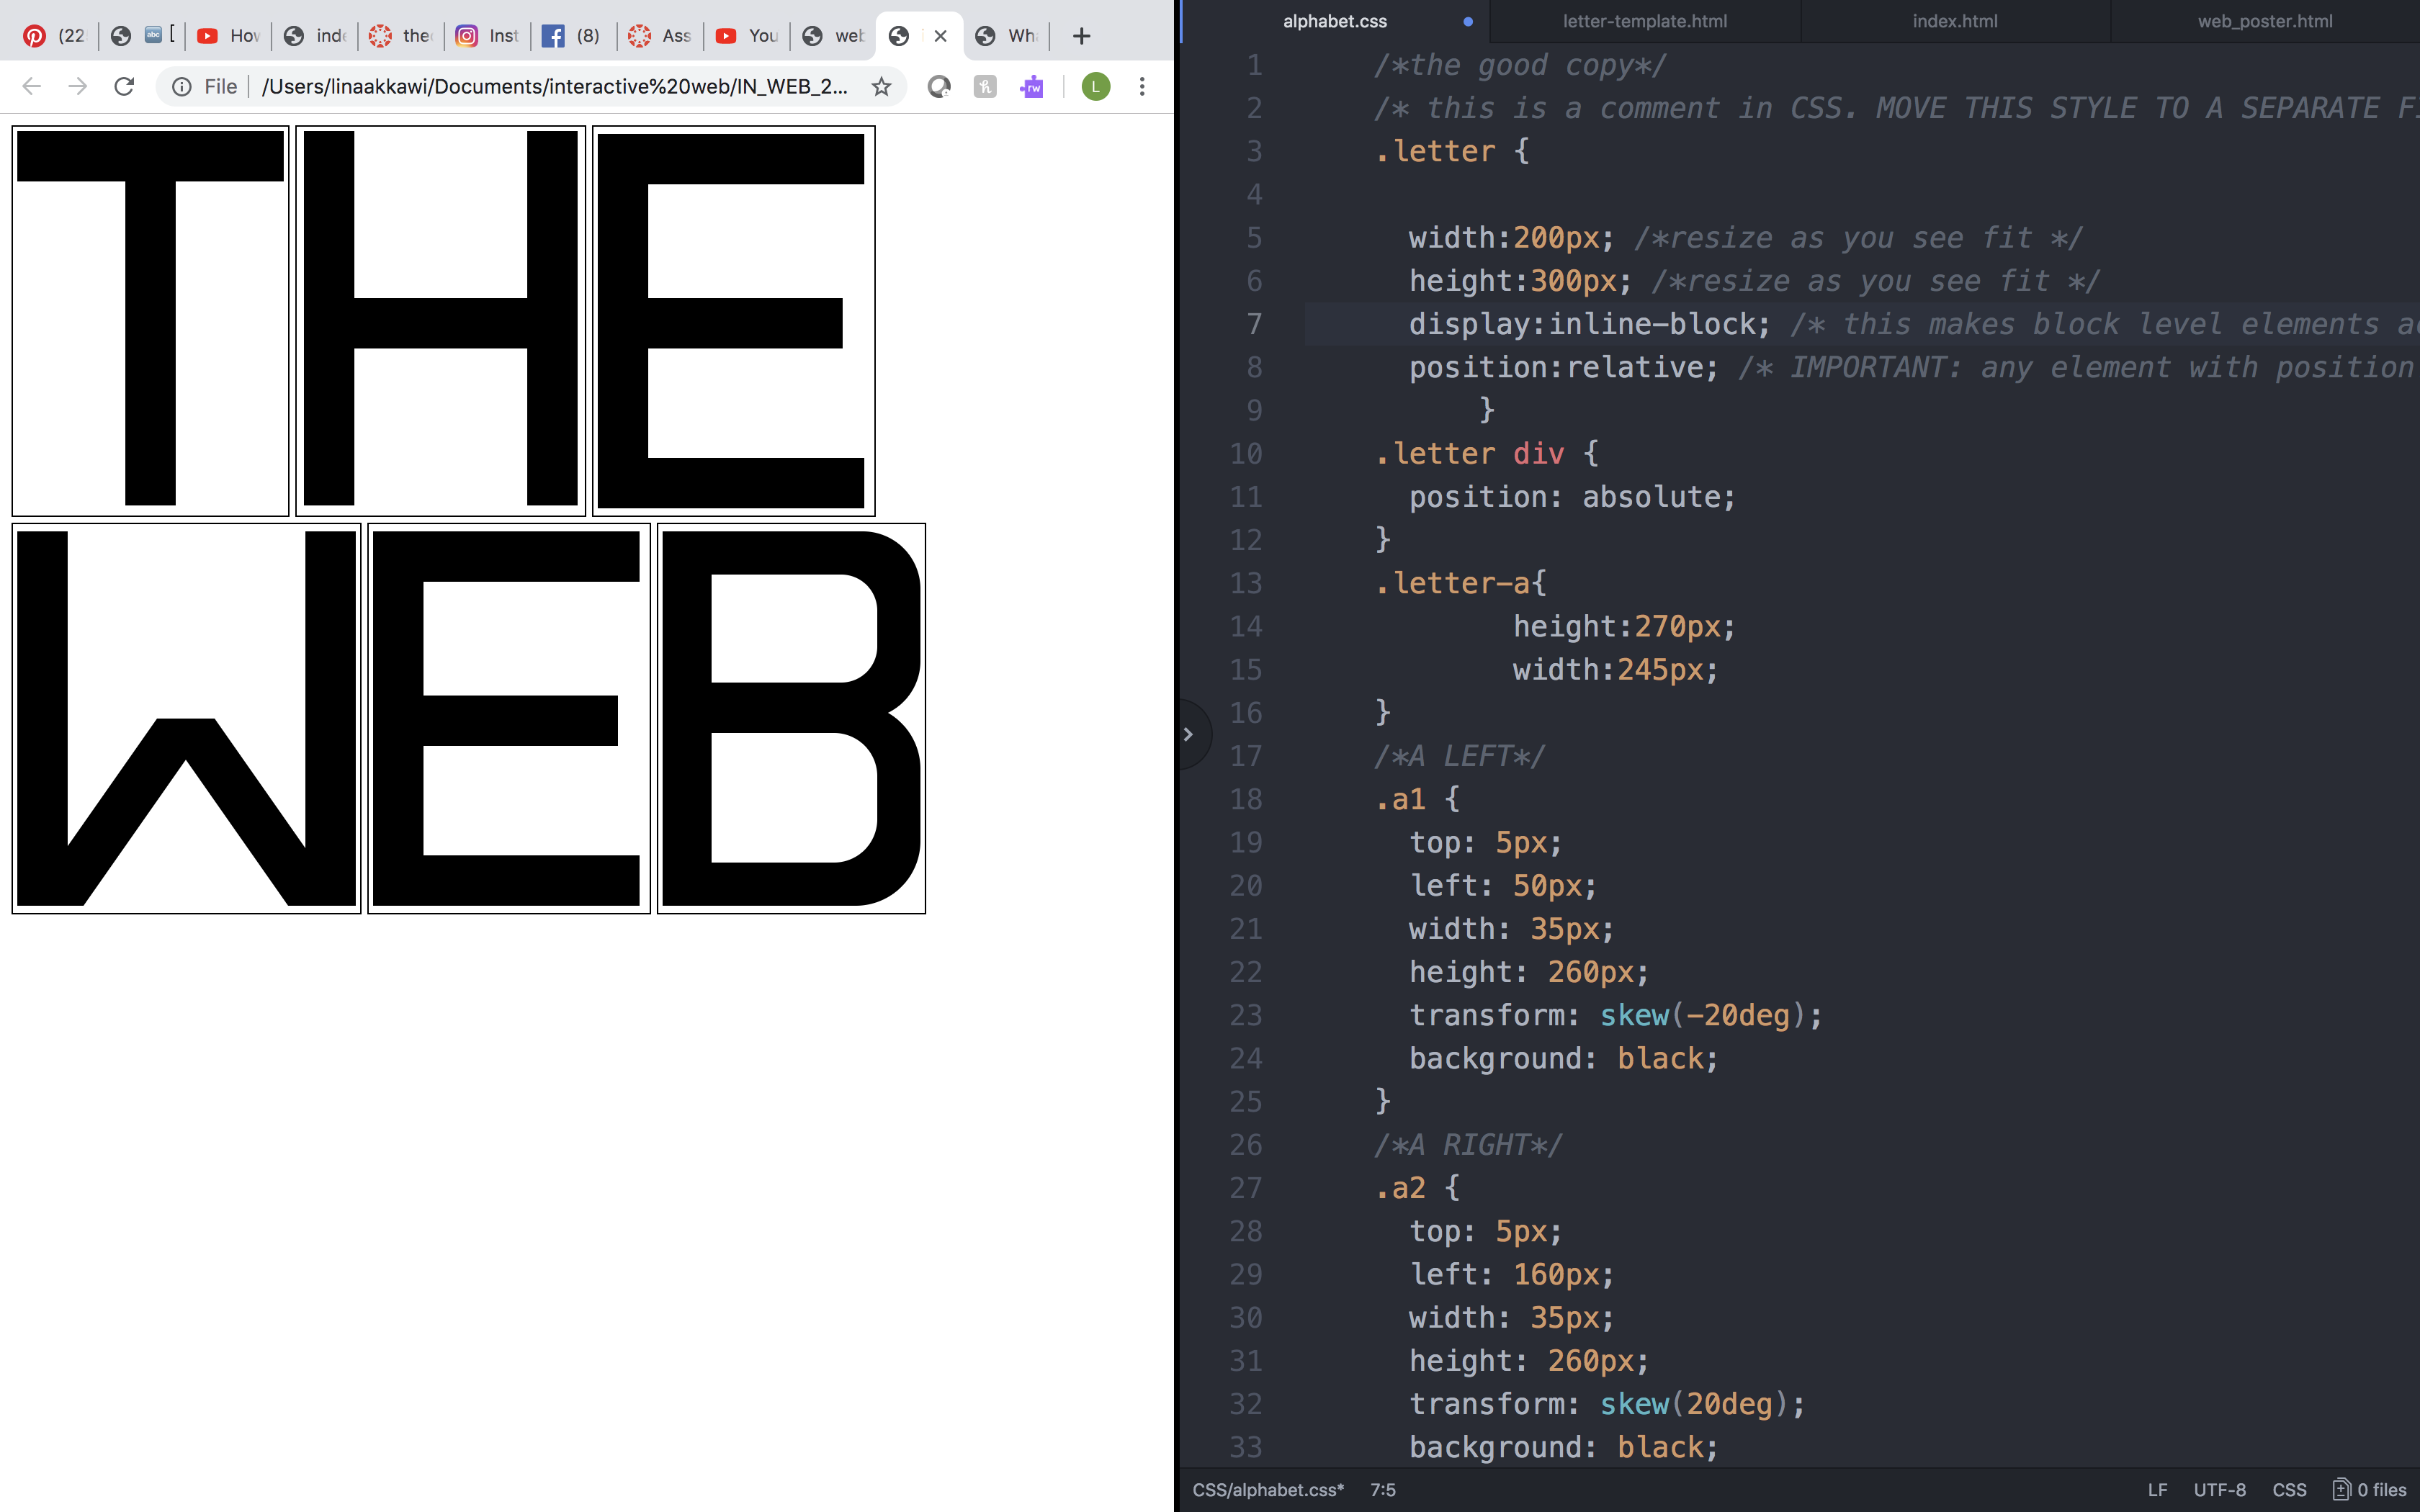 (22
abc
How
inde
the
Inst
(8)
Ass
You
web
Wha
File
/Users/linaakkawi/Documents/interactive%20web/IN_WEB_2...
rw
L
THE
WEB
alphabet.css
letter-template.html
index.html
web_poster.html
1 /*the good copy*/
2 /* this is a comment in CSS. MOVE THIS STYLE TO A SEPARATE F
3 .letter {
4
5 width:200px; /*resize as you see fit */
6 height:300px; /*resize as you see fit */
7 display:inline-block; /* this makes block level elements a
8 position:relative; /* IMPORTANT: any element with position
9 }
10 .letter div {
11 position: absolute;
12 }
13 .letter-a{
14 height:270px;
15 width:245px;
16 }
17 /*A LEFT*/
18 .a1 {
19 top: 5px;
20 left: 50px;
21 width: 35px;
22 height: 260px;
23 transform: skew(-20deg);
24 background: black;
25 }
26 /*A RIGHT*/
27 .a2 {
28 top: 5px;
29 left: 160px;
30 width: 35px;
31 height: 260px;
32 transform: skew(20deg);
33 background: black;
CSS/alphabet.css* 7:5
LF UTF-8 CSS 0 files